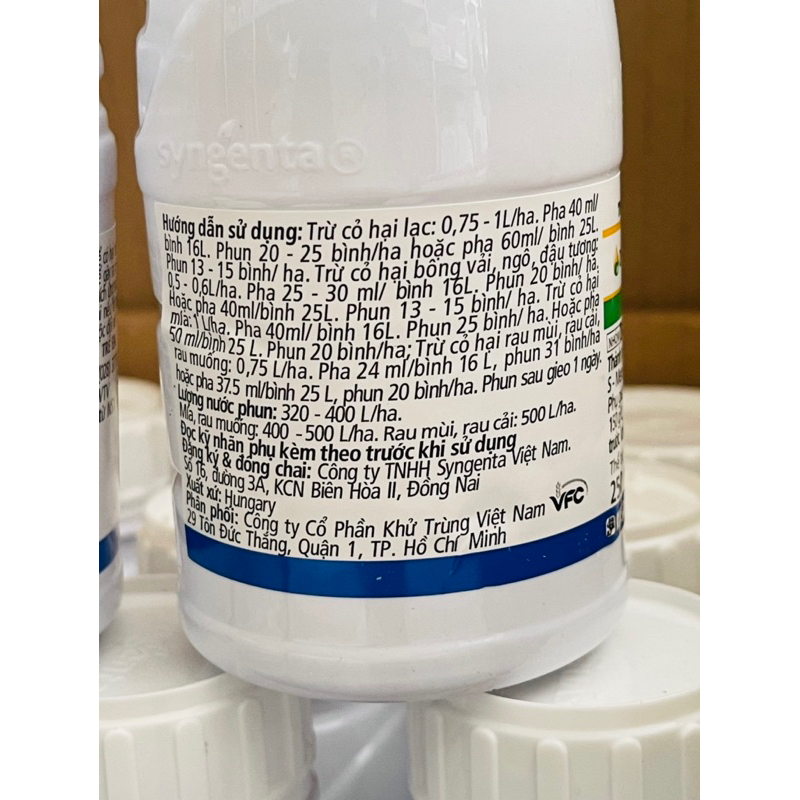 syngenta®
Hướng dẫn sử dụng: Trừ cỏ hại lạc: 0,75 - 1L/ha. Pha 40 ml/
bình 16L. Phun 20 - 25 bình/ha hoặc pha 60ml/ bình 25L.
Phun 13 - 15 bình/ ha. Trừ cỏ hại bông vải, ngô, đậu tương:
0,5 - 0,6L/ha. Pha 25 - 30 ml/ bình 16L. Phun 20 bình/ ha.
Hoặc pha 40ml/bình 25L. Phun 13 - 15 bình/ ha. Trừ cỏ hại
mía: 1L/ha. Pha 40ml/ bình 16L. Phun 25 bình/ ha. Hoặc pha
50 ml/bình 25 L. Phun 20 bình/ha; Trừ cỏ hại rau mùi, rau cải,
rau muống: 0,75 L/ha. Pha 24 ml/bình 16 L, phun 31 bình/ha
hoặc pha 37.5 ml/bình 25 L, phun 20 bình/ha. Phun sau gieo 1 ngày.
Lượng nước phun: 320 - 400 L/ha.
Mía, rau muống: 400 - 500 L/ha. Rau mùi, rau cải: 500 L/ha.
Đọc kỹ nhãn phụ kèm theo trước khi sử dụng
Đăng ký & đóng chai: Công ty TNHH Syngenta Việt Nam.
Số 16, đường 3A, KCN Biên Hòa II, Đồng Nai
Xuất xứ: Hungary
Phân phối: Công ty Cổ Phần Khử Trùng Việt Nam VFC
29 Tôn Đức Thắng, Quận 1, TP. Hồ Chí Minh